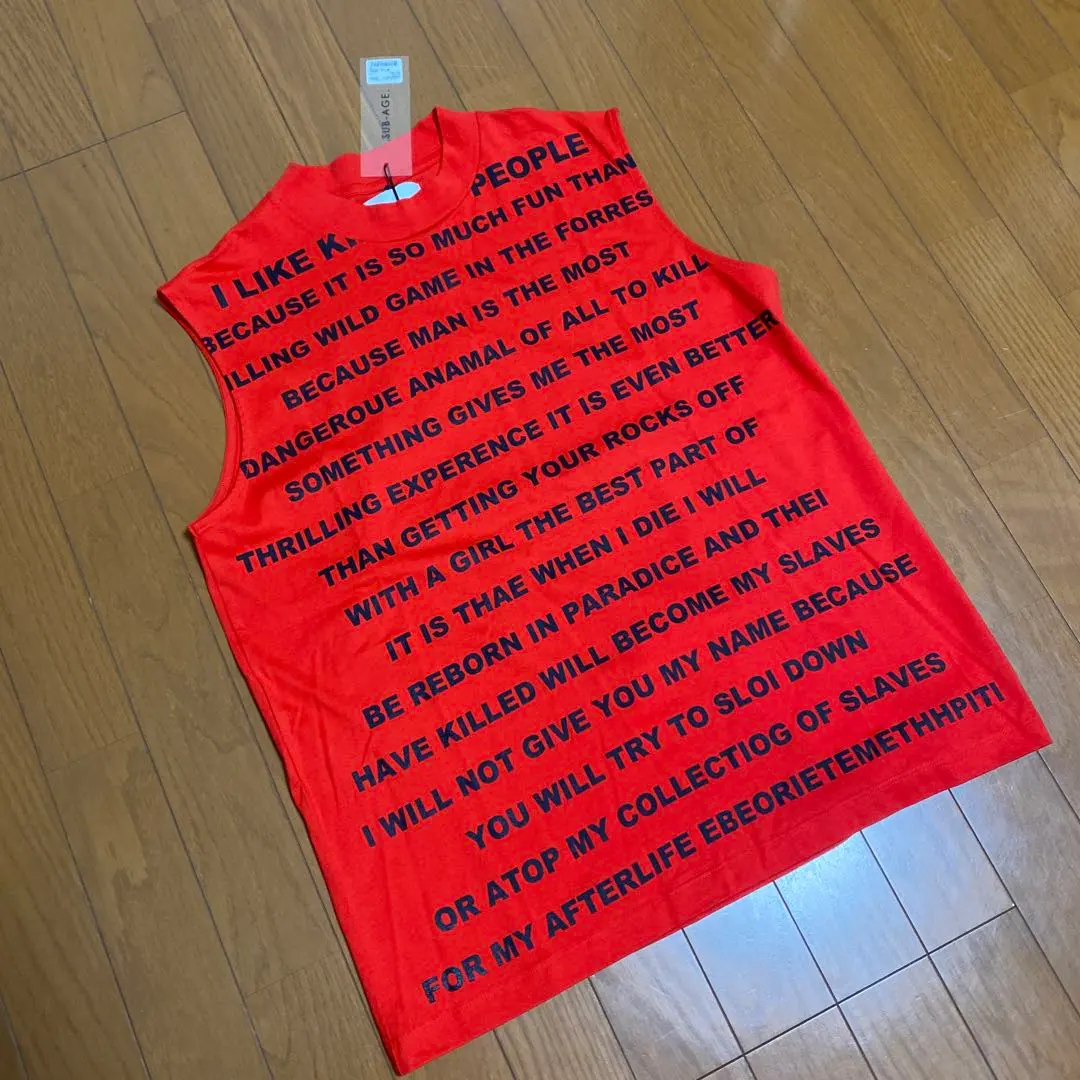 SUB-AGE.
I LIKE K PEOPLE
BECAUSE IT IS SO MUCH FUN THAN
ILLING WILD GAME IN THE FORRES
BECAUSE MAN IS THE MOST
DANGEROUE ANAMAL OF ALL TO KILL
SOMETHING GIVES ME THE MOST
THRILLING EXPERENCE IT IS EVEN BETTER
THAN GETTING YOUR ROCKS OFF
WITH A GIRL THE BEST PART OF
IT IS THAE WHEN I DIE I WILL
BE REBORN IN PARADICE AND THEI
HAVE KILLED WILL BECOME MY SLAVES
I WILL NOT GIVE YOU MY NAME BECAUSE
YOU WILL TRY TO SLOI DOWN
OR ATOP MY COLLECTIOG OF SLAVES
FOR MY AFTERLIFE EBEORIETEMETHHPITI